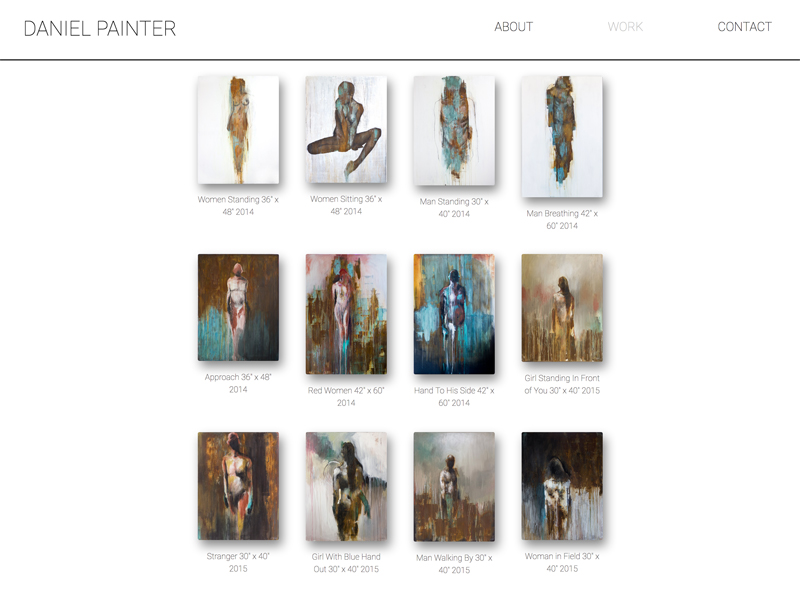 DANIEL PAINTER
ABOUT
WORK
CONTACT
Women Standing 36" x
48" 2014
Women Sitting 36" x
48" 2014
Man Standing 30" x
40" 2014
Man Breathing 42" x
60" 2014
Approach 36" x 48"
2014
Red Women 42" x 60"
2014
Hand To His Side 42" x
60" 2014
Girl Standing In Front
of You 30" x 40" 2015
Stranger 30" x 40"
2015
Girl With Blue Hand
Out 30" x 40" 2015
Man Walking By 30" x
40" 2015
Woman in Field 30" x
40" 2015